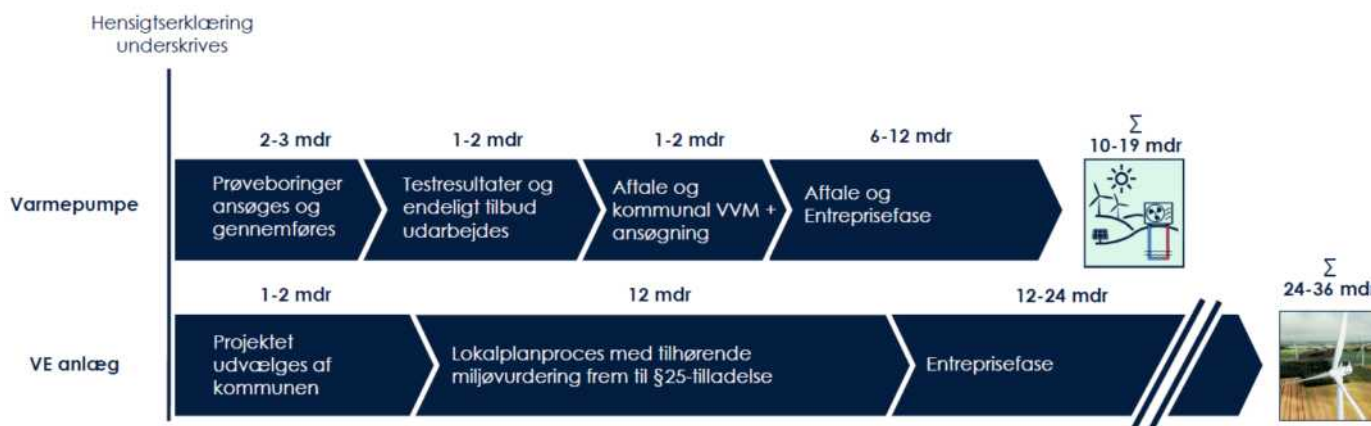 Hensigtserklæring
underskrives
2-3 mdr
1-2 mdr
1-2 mdr
6-12 mdr
∑
10-19 mdr
Varmepumpe
Prøveboringer
ansøges og
gennemføres
Testresultater og
endeligt tilbud
udarbejdes
Aftale og
kommunal VVM +
ansøgning
Aftale og
Entreprisefase
1-2 mdr
12 mdr
12-24 mdr
∑
24-36 mdr
VE anlæg
Projektet
udvælges af
kommunen
Lokalplanproces med tilhørende
miljøvurdering frem til §25-tilladelse
Entreprisefase